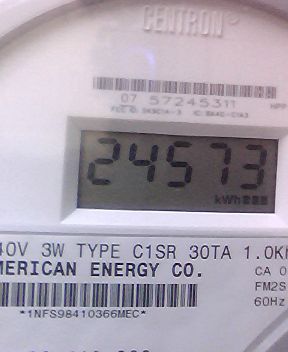 CENTRON®
07 57245311 HPP
24573
kWh
40V 3W TYPE C1SR 30TA 1.0K
MERICAN ENERGY CO.
CA 0
FM2S
60Hz
*1NFS98410366MEC*